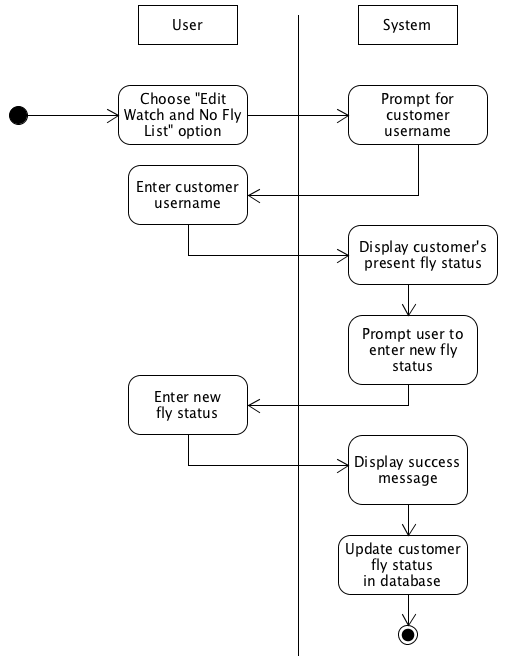 User
System
Choose "Edit
Watch and No Fly
List" option
Prompt for
customer
username
Enter customer
username
Display customer's
present fly status
Prompt user to
enter new fly
status
Enter new
fly status
Display success
message
Update customer
fly status
in database